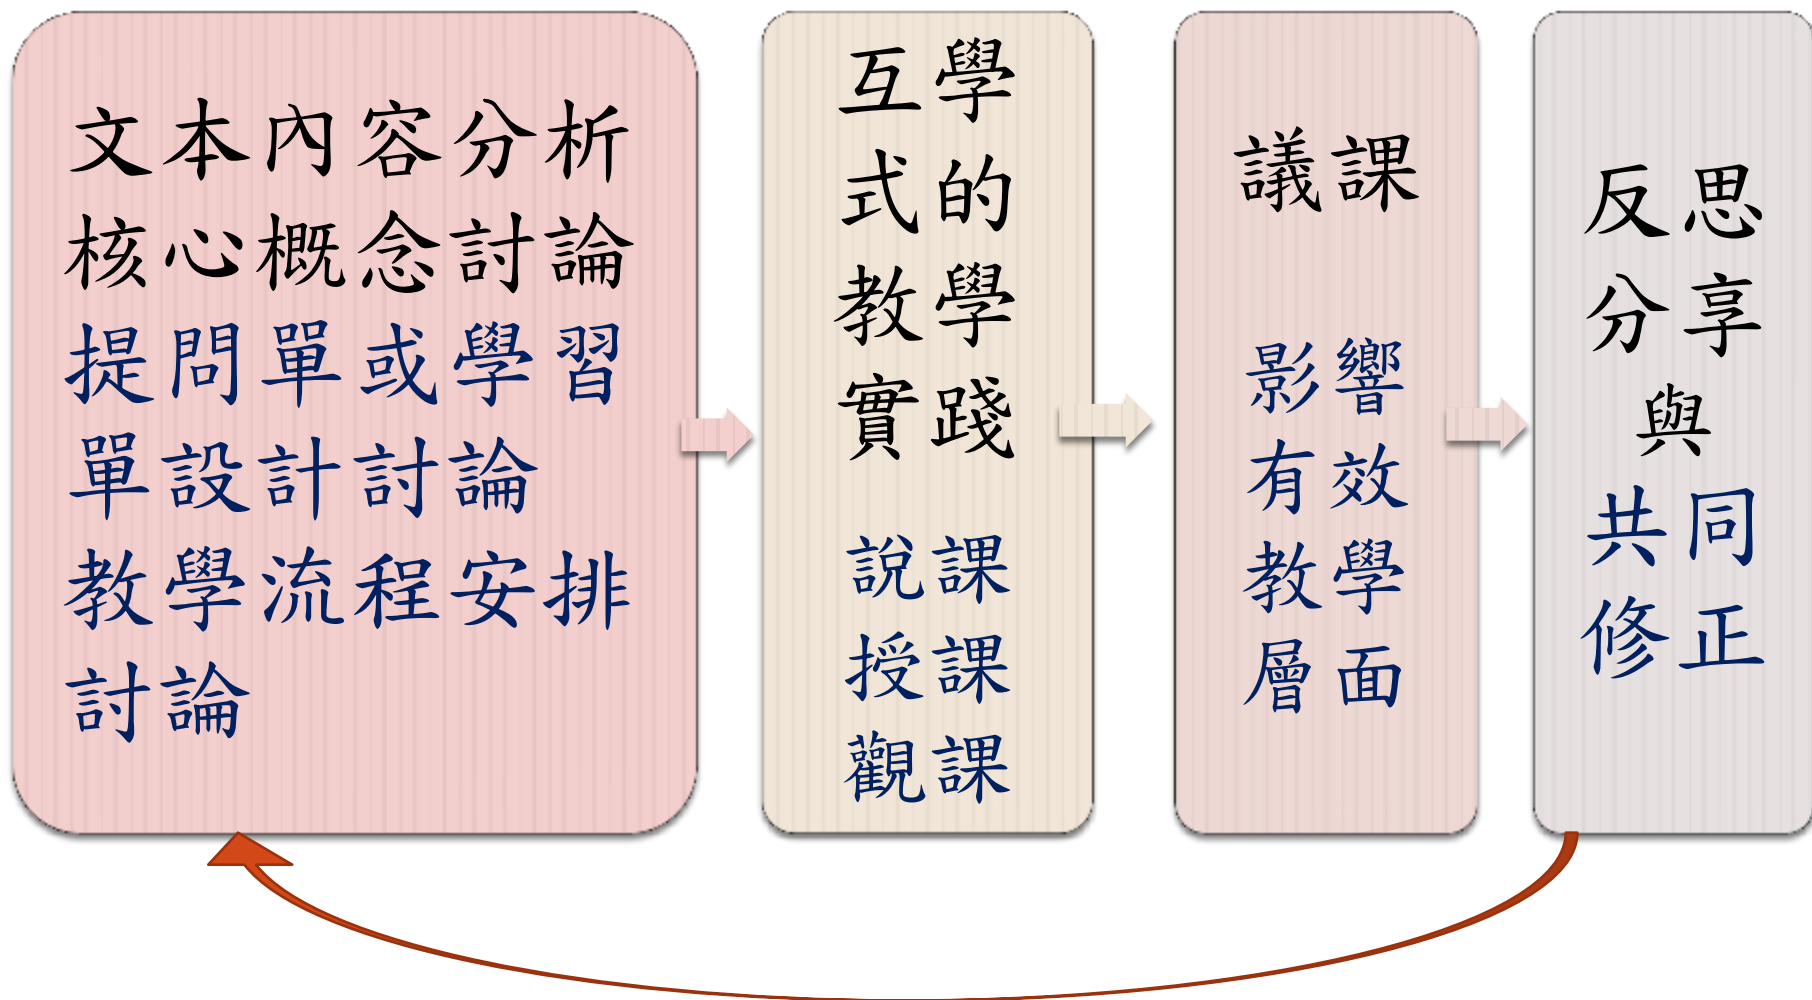 文本內容分析
核心概念討論
提問單或學習
單設計討論
教學流程安排
討論
互學
式的
教學
實踐
說課
授課
觀課
議課
影響
有效
教學
層面
反思
分享
與
共同
修正